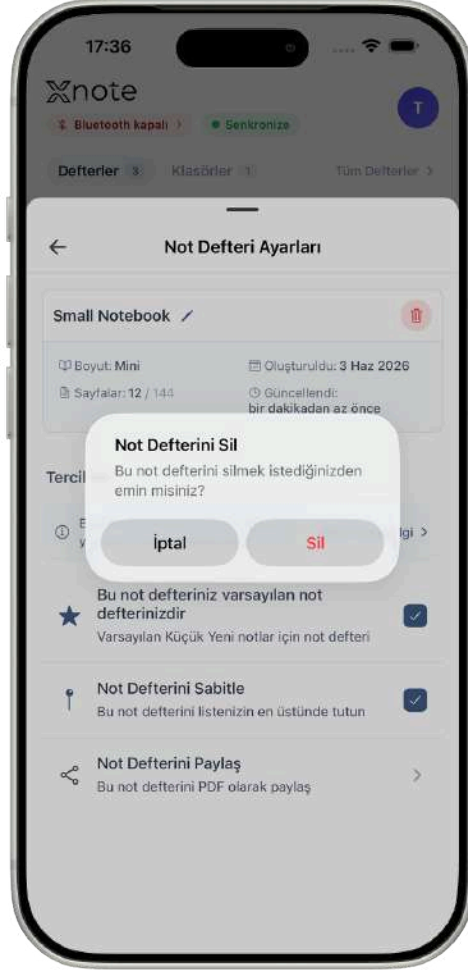 17:36
Xnote
Bluetooth kapalı >
Senkronize
Defterler 3 Klasörler 1 Tüm Defterler >
T
Not Defteri Ayarları
Small Notebook
Boyut: Mini
Oluşturuldu: 3 Haz 2026
Sayfalar: 12 / 144
Güncellendi:
bir dakikadan az önce
Not Defterini Sil
Bu not defterini silmek istediğinizden
emin misiniz?
İptal Sil
Bu not defteriniz varsayılan not
defterinizdir
Varsayılan Küçük Yeni notlar için not defteri
Not Defterini Sabitle
Bu not defterini listenizin en üstünde tutun
Not Defterini Paylaş
Bu not defterini PDF olarak paylaş